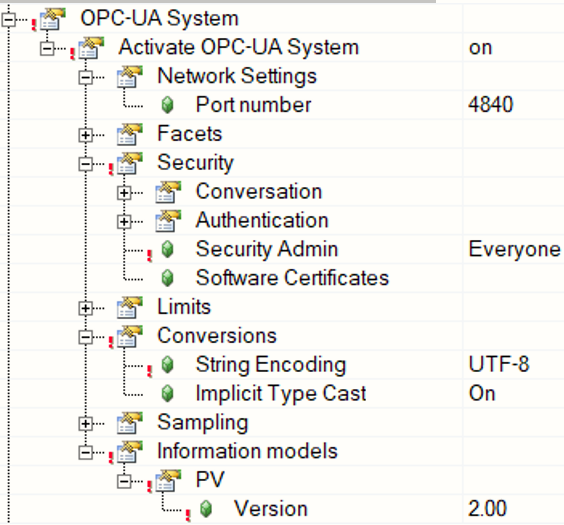 OPC-UA System
Activate OPC-UA System on
Network Settings
Port number 4840
Facets
Security
Conversation
Authentication
Security Admin Everyone
Software Certificates
Limits
Conversions
String Encoding UTF-8
Implicit Type Cast On
Sampling
Information models
PV
Version 2.00